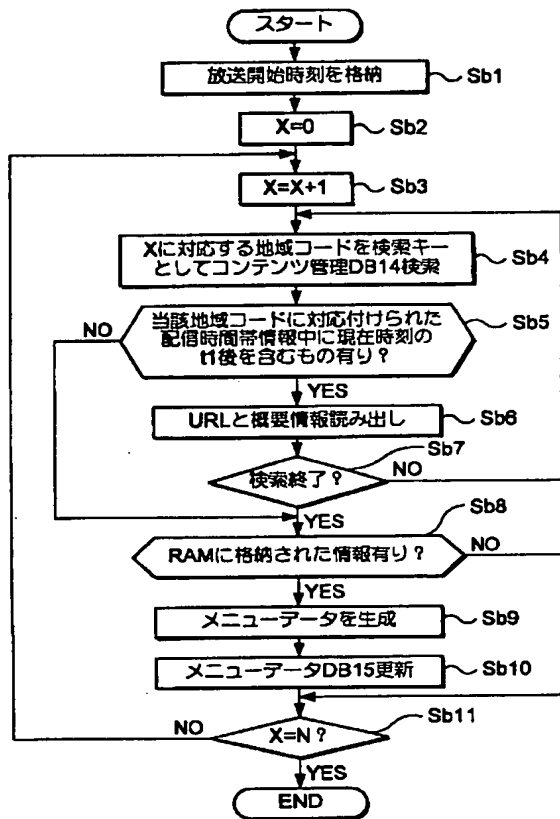 スタート
放送開始時刻を格納
Sb1
X=0
Sb2
X=X+1
Sb3
Xに対応する地域コードを検索キー
としてコンテンツ管理DB14検索
Sb4
当該地域コードに対応付けられた
配信時間帯情報中に現在時刻の
t1後を含むもの有り？
Sb5
NO
YES
URLと概要情報読み出し
Sb6
検索終了？
Sb7
NO
YES
RAMに格納された情報有り？
Sb8
NO
YES
メニューデータを生成
Sb9
メニューデータDB15更新
Sb10
X=N？
Sb11
NO
YES
END